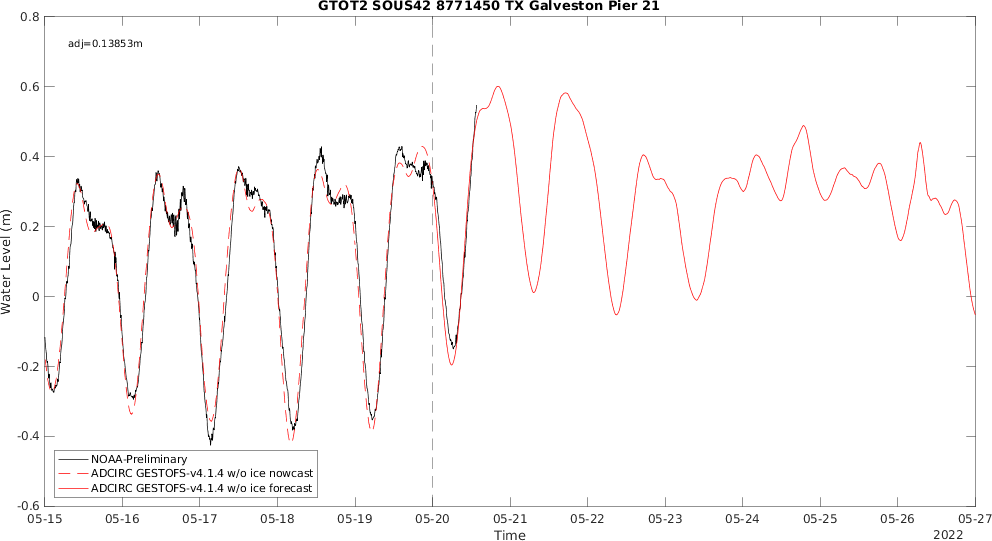 GTOT2 SOUS42 8771450 TX Galveston Pier 21
adj=0.13853m
0.8
0.6
0.4
0.2
0
-0.2
-0.4
-0.6
Water Level (m)
NOAA-Preliminary
ADCIRC GESTOFS-v4.1.4 w/o ice nowcast
ADCIRC GESTOFS-v4.1.4 w/o ice forecast
05-15 05-16 05-17 05-18 05-19 05-20 05-21 05-22 05-23 05-24 05-25 05-26 05-27
Time
2022